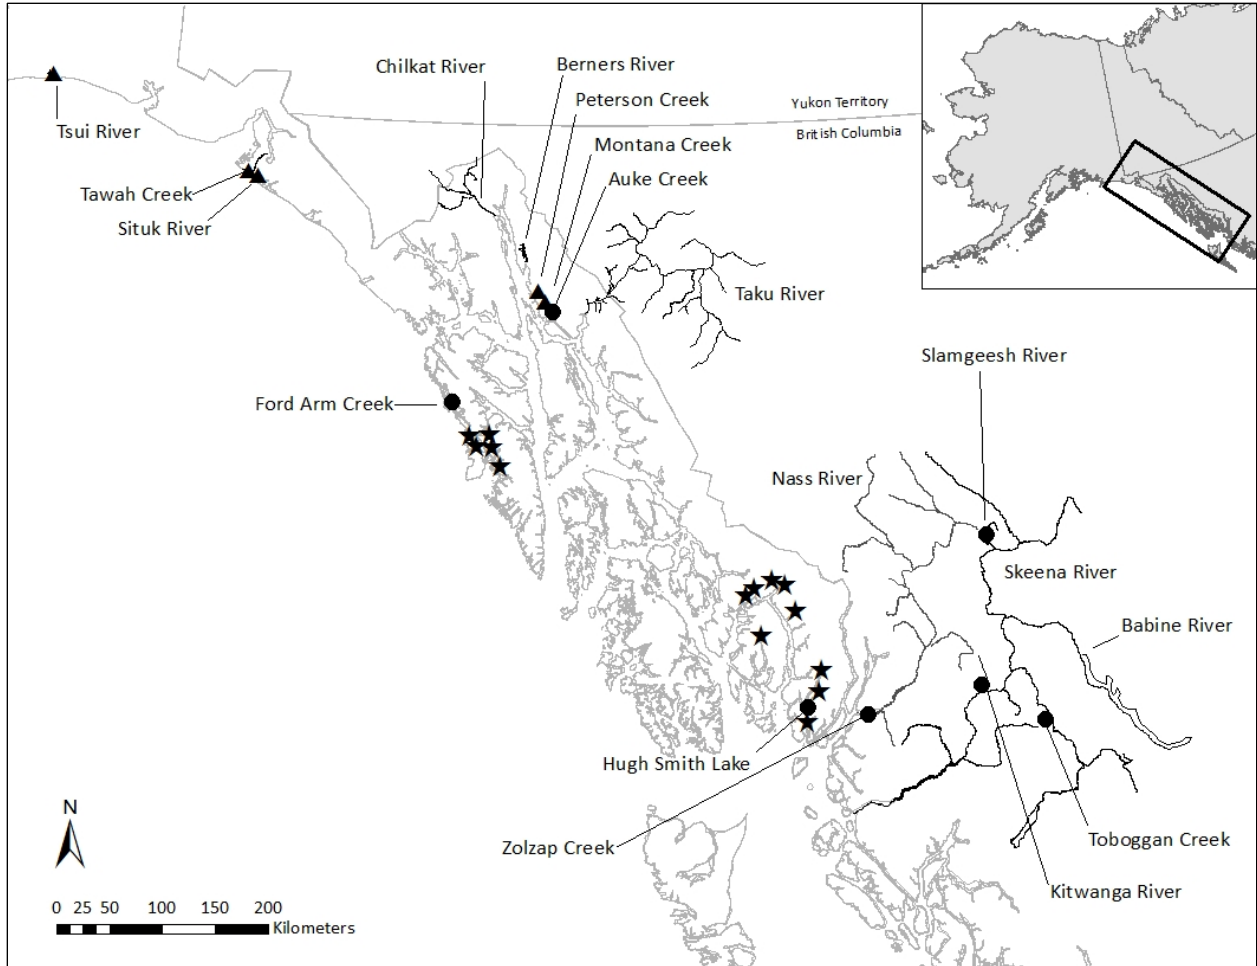 Chilkat River
Berners River
Peterson Creek
Yukon Territory
British Columbia
Tsui River
Montana Creek
Auke Creek
Tawah Creek
Situk River
Taku River
Slamgeesh River
Ford Arm Creek
Nass River
Skeena River
Babine River
Hugh Smith Lake
Zolzap Creek
Toboggan Creek
Kitwanga River
N
0 25 50 100 150 200
Kilometers